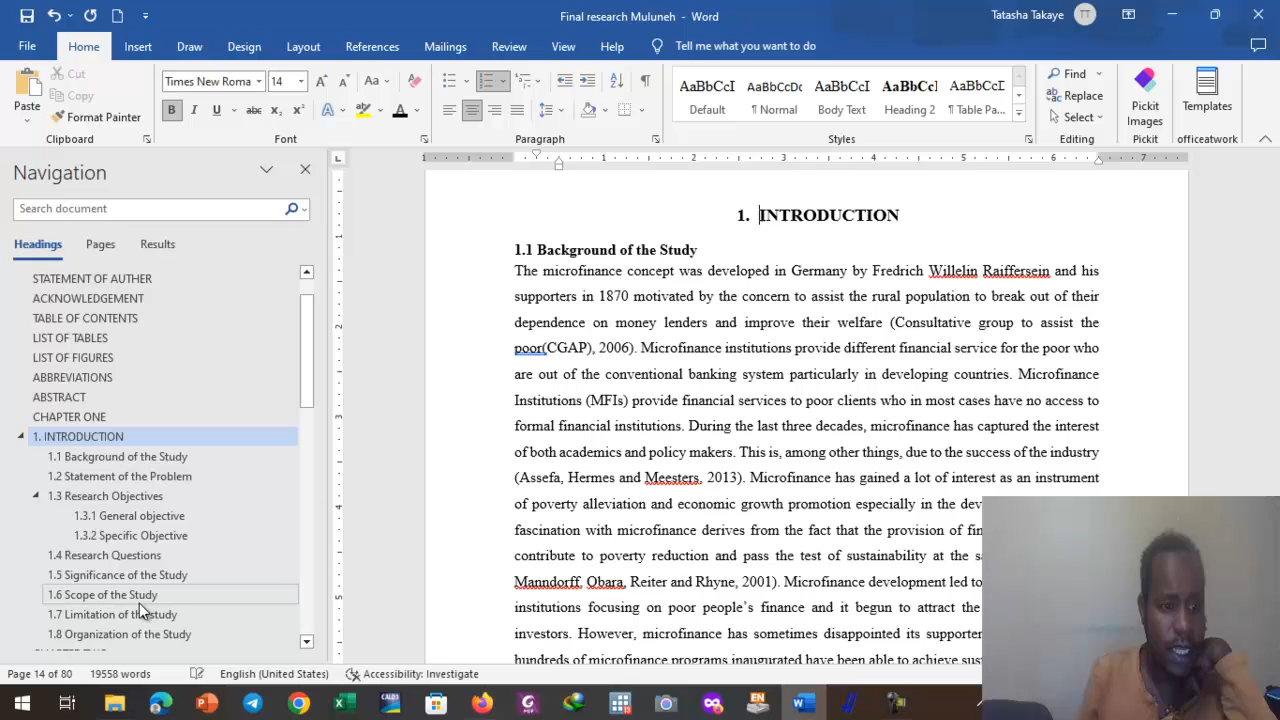 Final research Muluneh - Word
Tatasha Takaye TT
File Home Insert Draw Design Layout References Mailings Review View Help Tell me what you want to do
Paste
Cut
Copy
Format Painter
Clipboard
Times New Roma 14
Font
Paragraph
AaBbCcI AaBbCcDc AaBbCcI AaBbCcI AaBbCcI
Default ¶ Normal Body Text Heading 2 ¶ Table Pa...
Styles
Find
Replace
Select
Editing
Pickit Images
Pickit
Templates
officeatwork
Navigation
Search document
Headings Pages Results
STATEMENT OF AUTHER
ACKNOWLEDGEMENT
TABLE OF CONTENTS
LIST OF TABLES
LIST OF FIGURES
ABBREVIATIONS
ABSTRACT
CHAPTER ONE
1. INTRODUCTION
1.1 Background of the Study
1.2 Statement of the Problem
1.3 Research Objectives
1.3.1 General objective
1.3.2 Specific Objective
1.4 Research Questions
1.5 Significance of the Study
1.6 Scope of the Study
1.7 Limitation of the study
1.8 Organization of the Study
1. INTRODUCTION
1.1 Background of the Study
The microfinance concept was developed in Germany by Fredrich Willelin Raiffersein and his
supporters in 1870 motivated by the concern to assist the rural population to break out of their
dependence on money lenders and improve their welfare (Consultative group to assist the
poor(CGAP), 2006). Microfinance institutions provide different financial service for the poor who
are out of the conventional banking system particularly in developing countries. Microfinance
Institutions (MFIs) provide financial services to poor clients who in most cases have no access to
formal financial institutions. During the last three decades, microfinance has captured the interest
of both academics and policy makers. This is, among other things, due to the success of the industry
(Assefa, Hermes and Meesters, 2013). Microfinance has gained a lot of interest as an instrument
of poverty alleviation and economic growth promotion especially in the dev
fascination with microfinance derives from the fact that the provision of fin
contribute to poverty reduction and pass the test of sustainability at the sa
Manndorff, Obara, Reiter and Rhyne, 2001). Microfinance development led to
institutions focusing on poor people’s finance and it begun to attract the
investors. However, microfinance has sometimes disappointed its supporter
hundreds of microfinance programs inaugurated have been able to achieve sus
Page 14 of 80 19558 words English (United States) Accessibility: Investigate